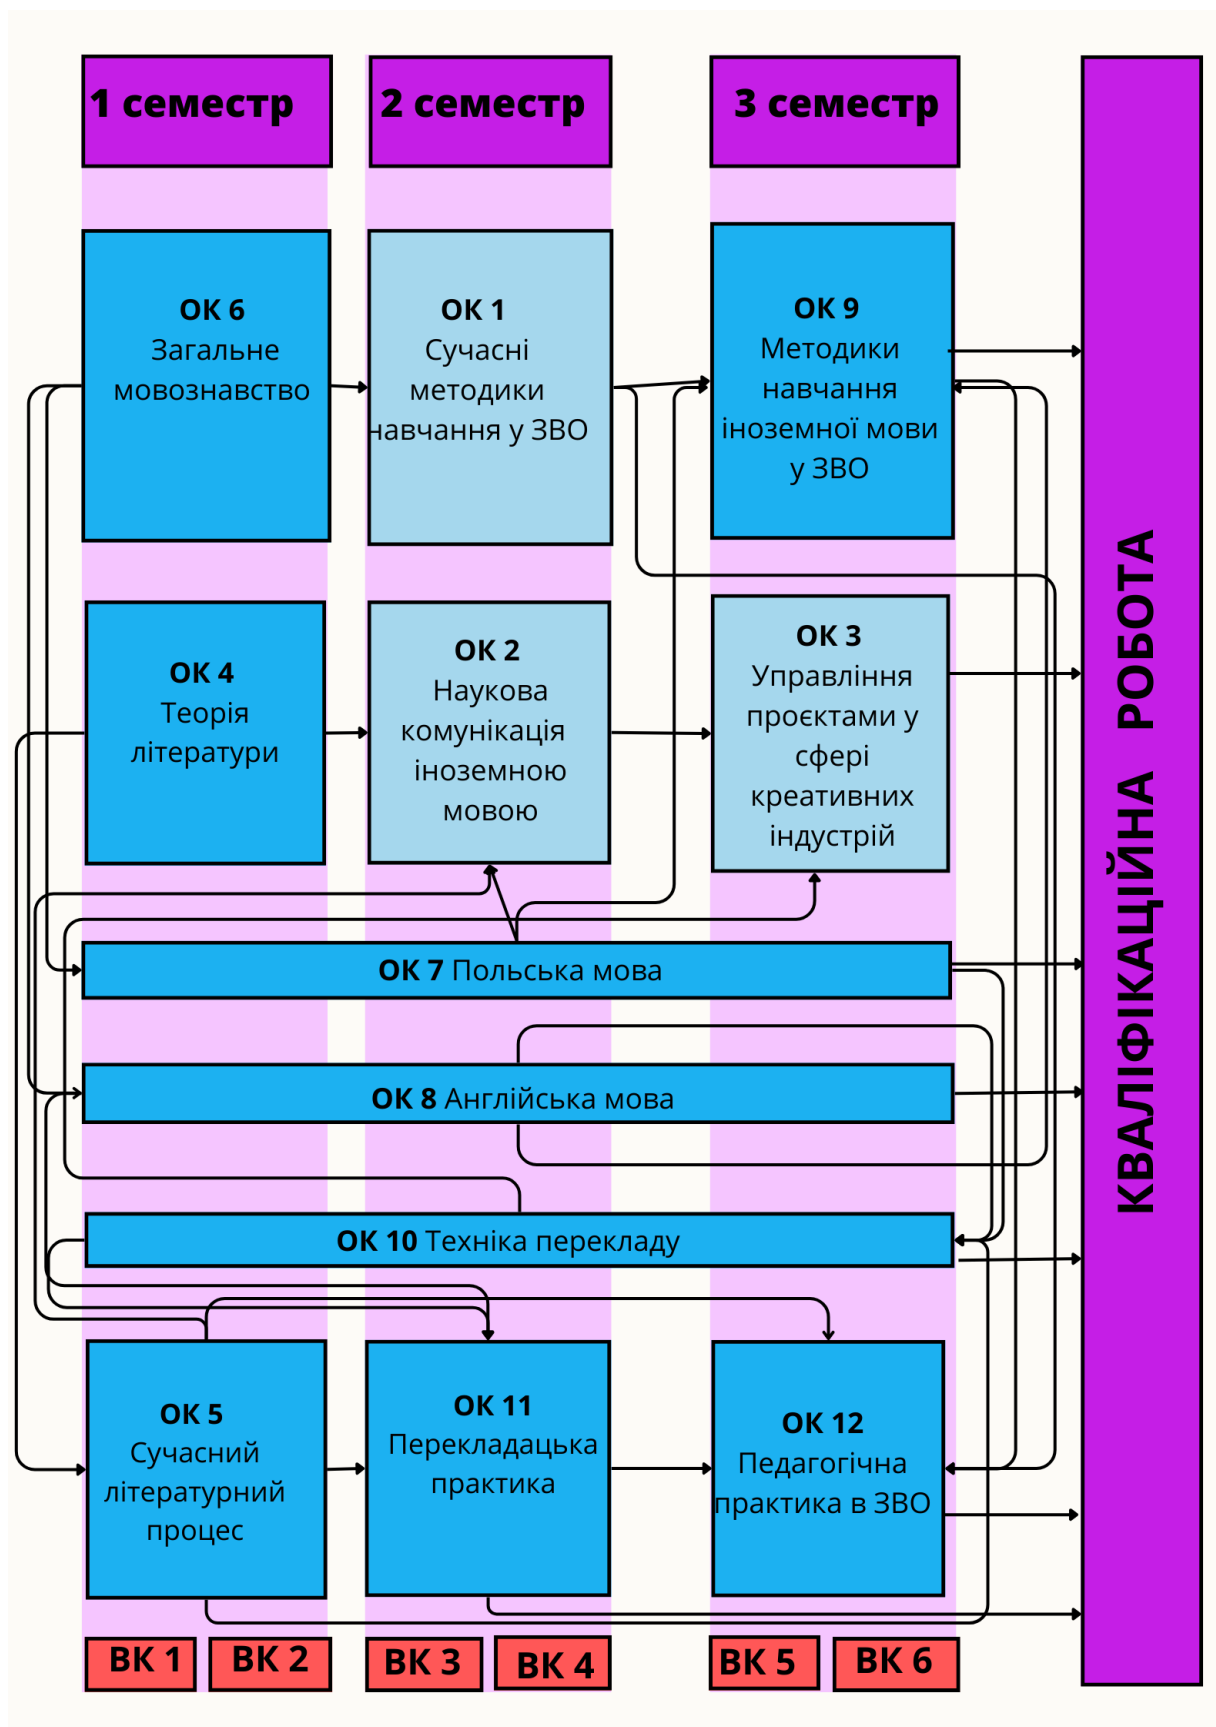 1 семестр
2 семестр
3 семестр
ОК 6
Загальне
мовознавство
ОК 1
Сучасні
методики
навчання у ЗВО
ОК 9
Методики
навчання
іноземної мови
у ЗВО
ОК 4
Теорія
літератури
ОК 2
Наукова
комунікація
іноземною
мовою
ОК 3
Управління
проєктами у
сфері
креативних
індустрій
ОК 7 Польська мова
ОК 8 Англійська мова
ОК 10 Техніка перекладу
ОК 5
Сучасний
літературний
процес
ОК 11
Перекладацька
практика
ОК 12
Педагогічна
практика в ЗВО
ВК 1
ВК 2
ВК 3
ВК 4
ВК 5
ВК 6
КВАЛІФІКАЦІЙНА РОБОТА